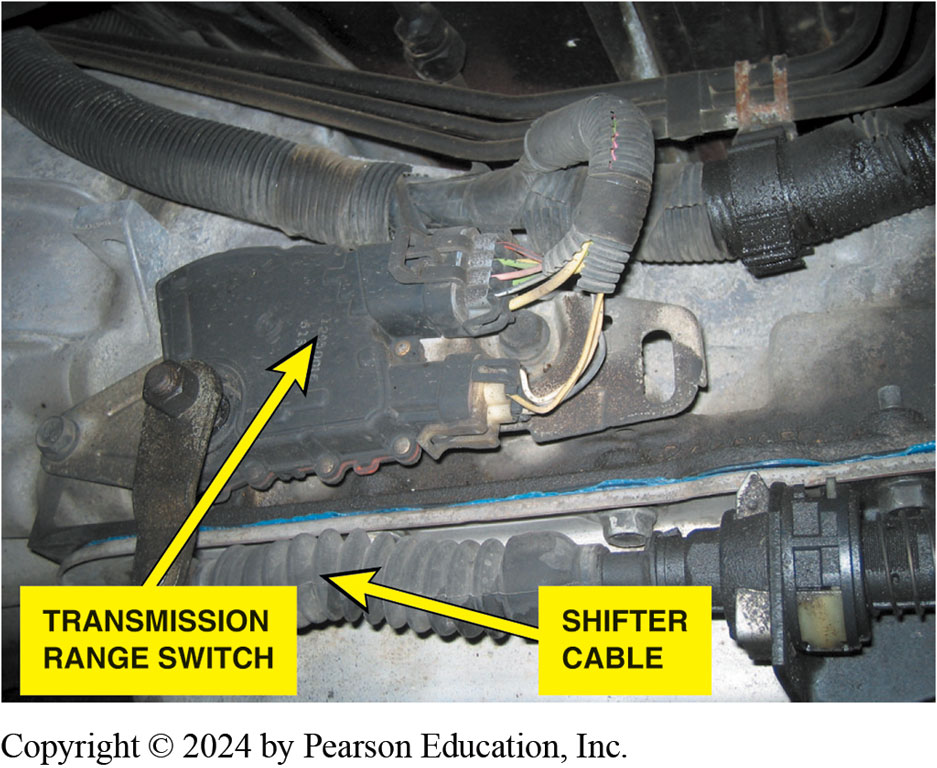 TRANSMISSION
RANGE SWITCH
SHIFTER
CABLE
Copyright © 2024 by Pearson Education, Inc.